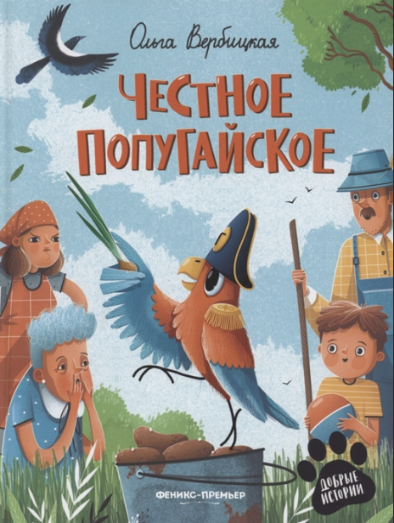 Ольга Вербицкая
ЧЕСТНОЕ
ПОПУГАЙСКОЕ
ФЕНИКС-ПРЕМЬЕР
ДОБРЫЕ
ИСТОРИИ